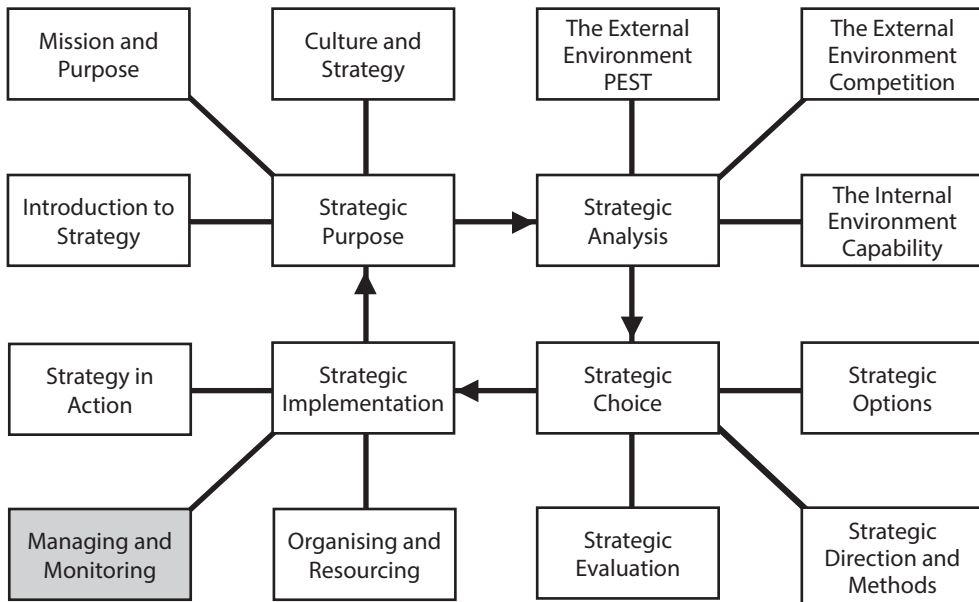 Mission and
Purpose
Culture and
Strategy
The External
Environment
PEST
The External
Environment
Competition
Introduction to
Strategy
Strategic
Purpose
Strategic
Analysis
The Internal
Environment
Capability
Strategy in
Action
Strategic
Implementation
Strategic
Choice
Strategic
Options
Managing and
Monitoring
Organising and
Resourcing
Strategic
Evaluation
Strategic
Direction and
Methods